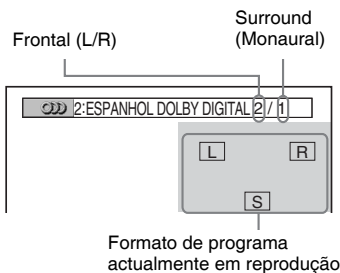 Surround
(Monaural)
Frontal (L/R)
2:ESPANHOL DOLBY DIGITAL 2 / 1
L
R
S
Formato de programa
actualmente em reprodução